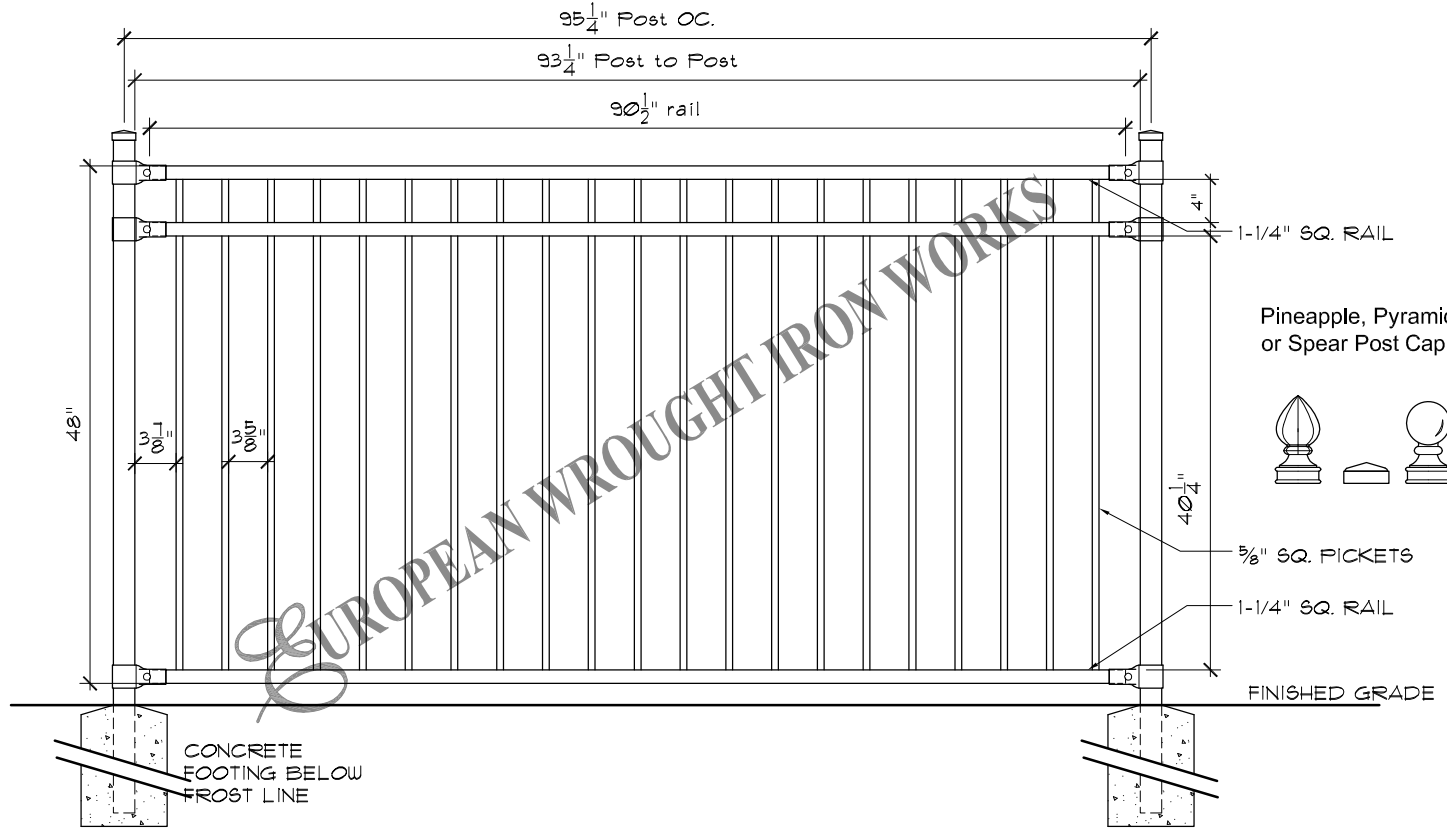 95 1/4" Post OC.
93 1/4" Post to Post
90 1/2" rail
4"
1-1/4" SQ. RAIL
Pineapple, Pyramid
or Spear Post Cap
48"
3 7/8"
3 5/8"
40 1/4"
EUROPEAN WROUGHT IRON WORKS
5/8" SQ. PICKETS
1-1/4" SQ. RAIL
FINISHED GRADE
CONCRETE
FOOTING BELOW
FROST LINE